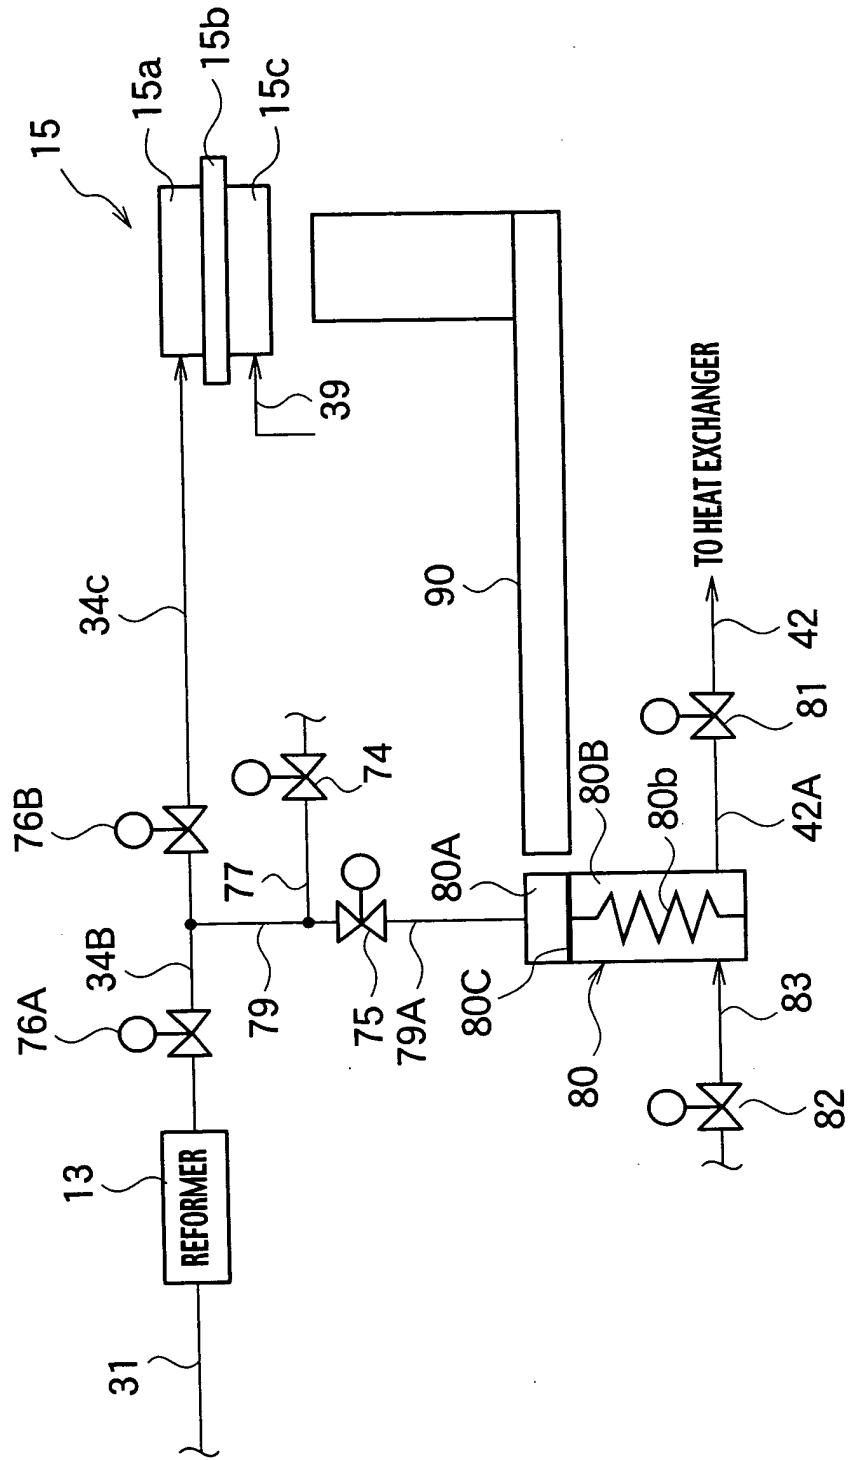 15
15a
15b
15c
39
34c
76B
34B
76A
13
REFORMER
31
77
74
79
75
79A
90
80A
80C
80B
80b
80
TO HEAT EXCHANGER
42
81
42A
83
82